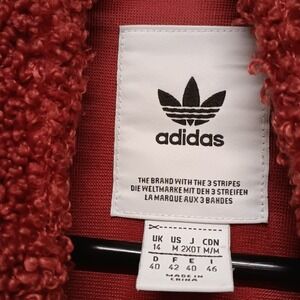 adidas
THE BRAND WITH THE 3 STRIPES
DIE WELTMARKE MIT DEN 3 STREIFEN
LA MARQUE AUX 3 BANDES
UK US J CDN
14 M 2XOT M/M
D F E I
40 42 40 46
MADE IN
CHINA